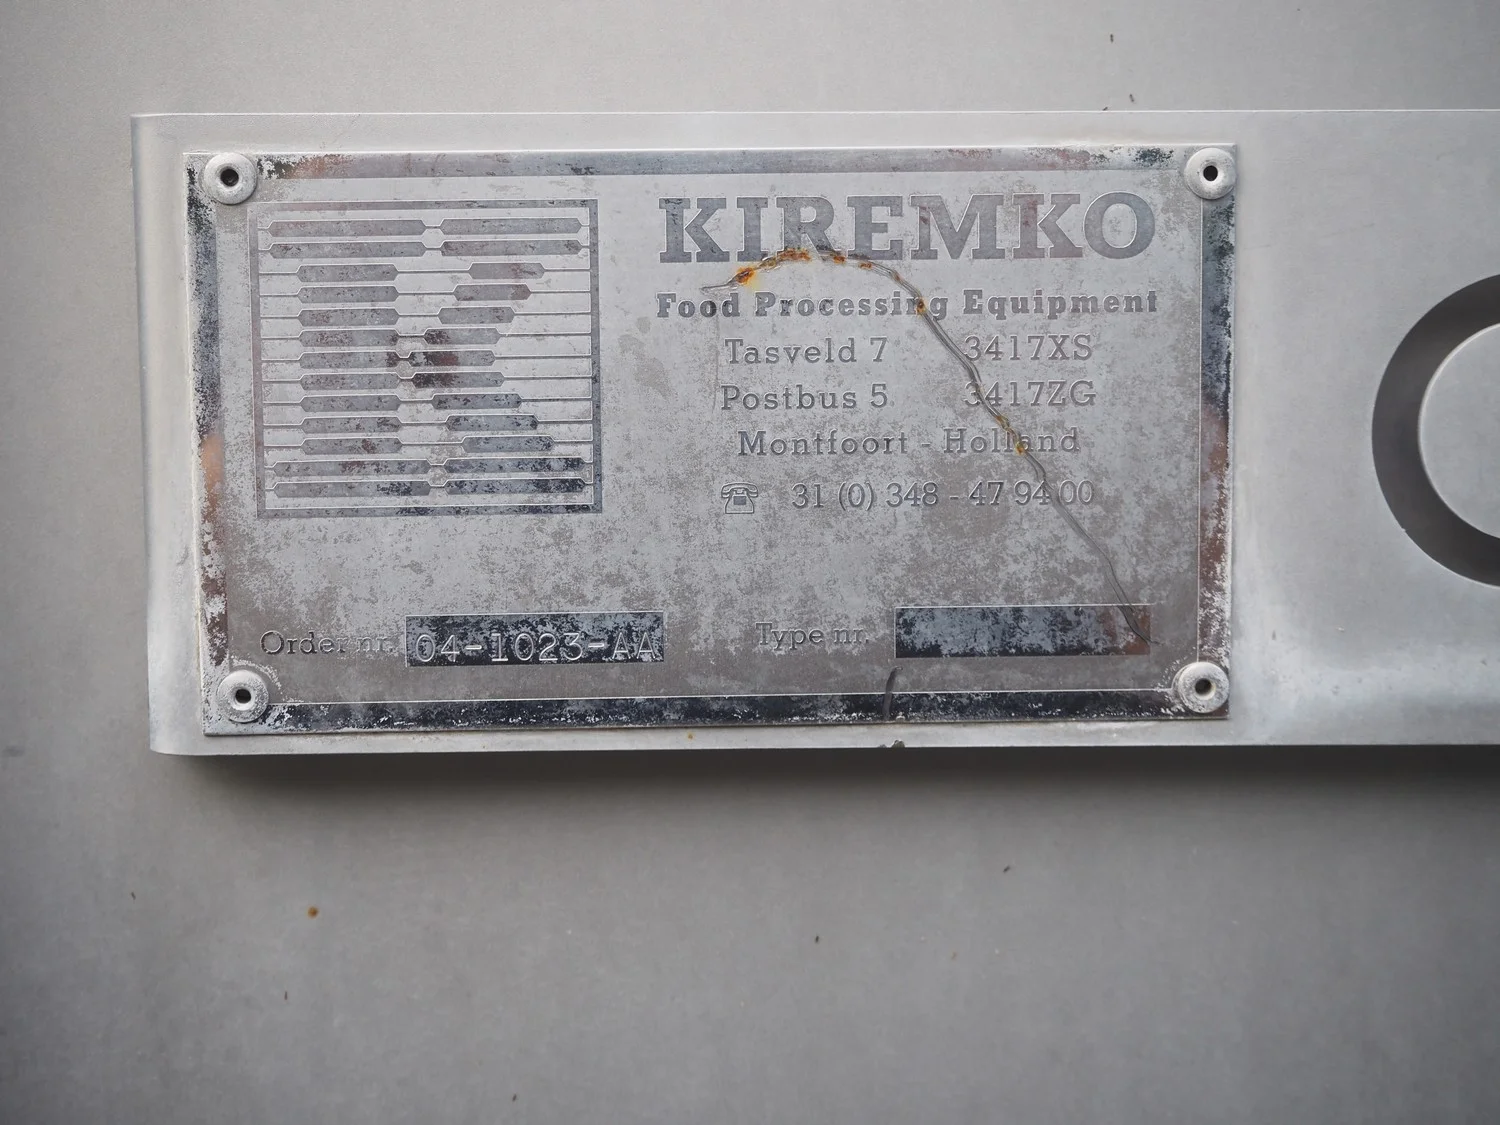 KIREMKO
Food Processing Equipment
Tasveld 7 3417XS
Postbus 5 3417ZG
Montfoort - Holland
31 (0) 348 - 47 94 00
Order nr. 04-1023-AA Type nr.